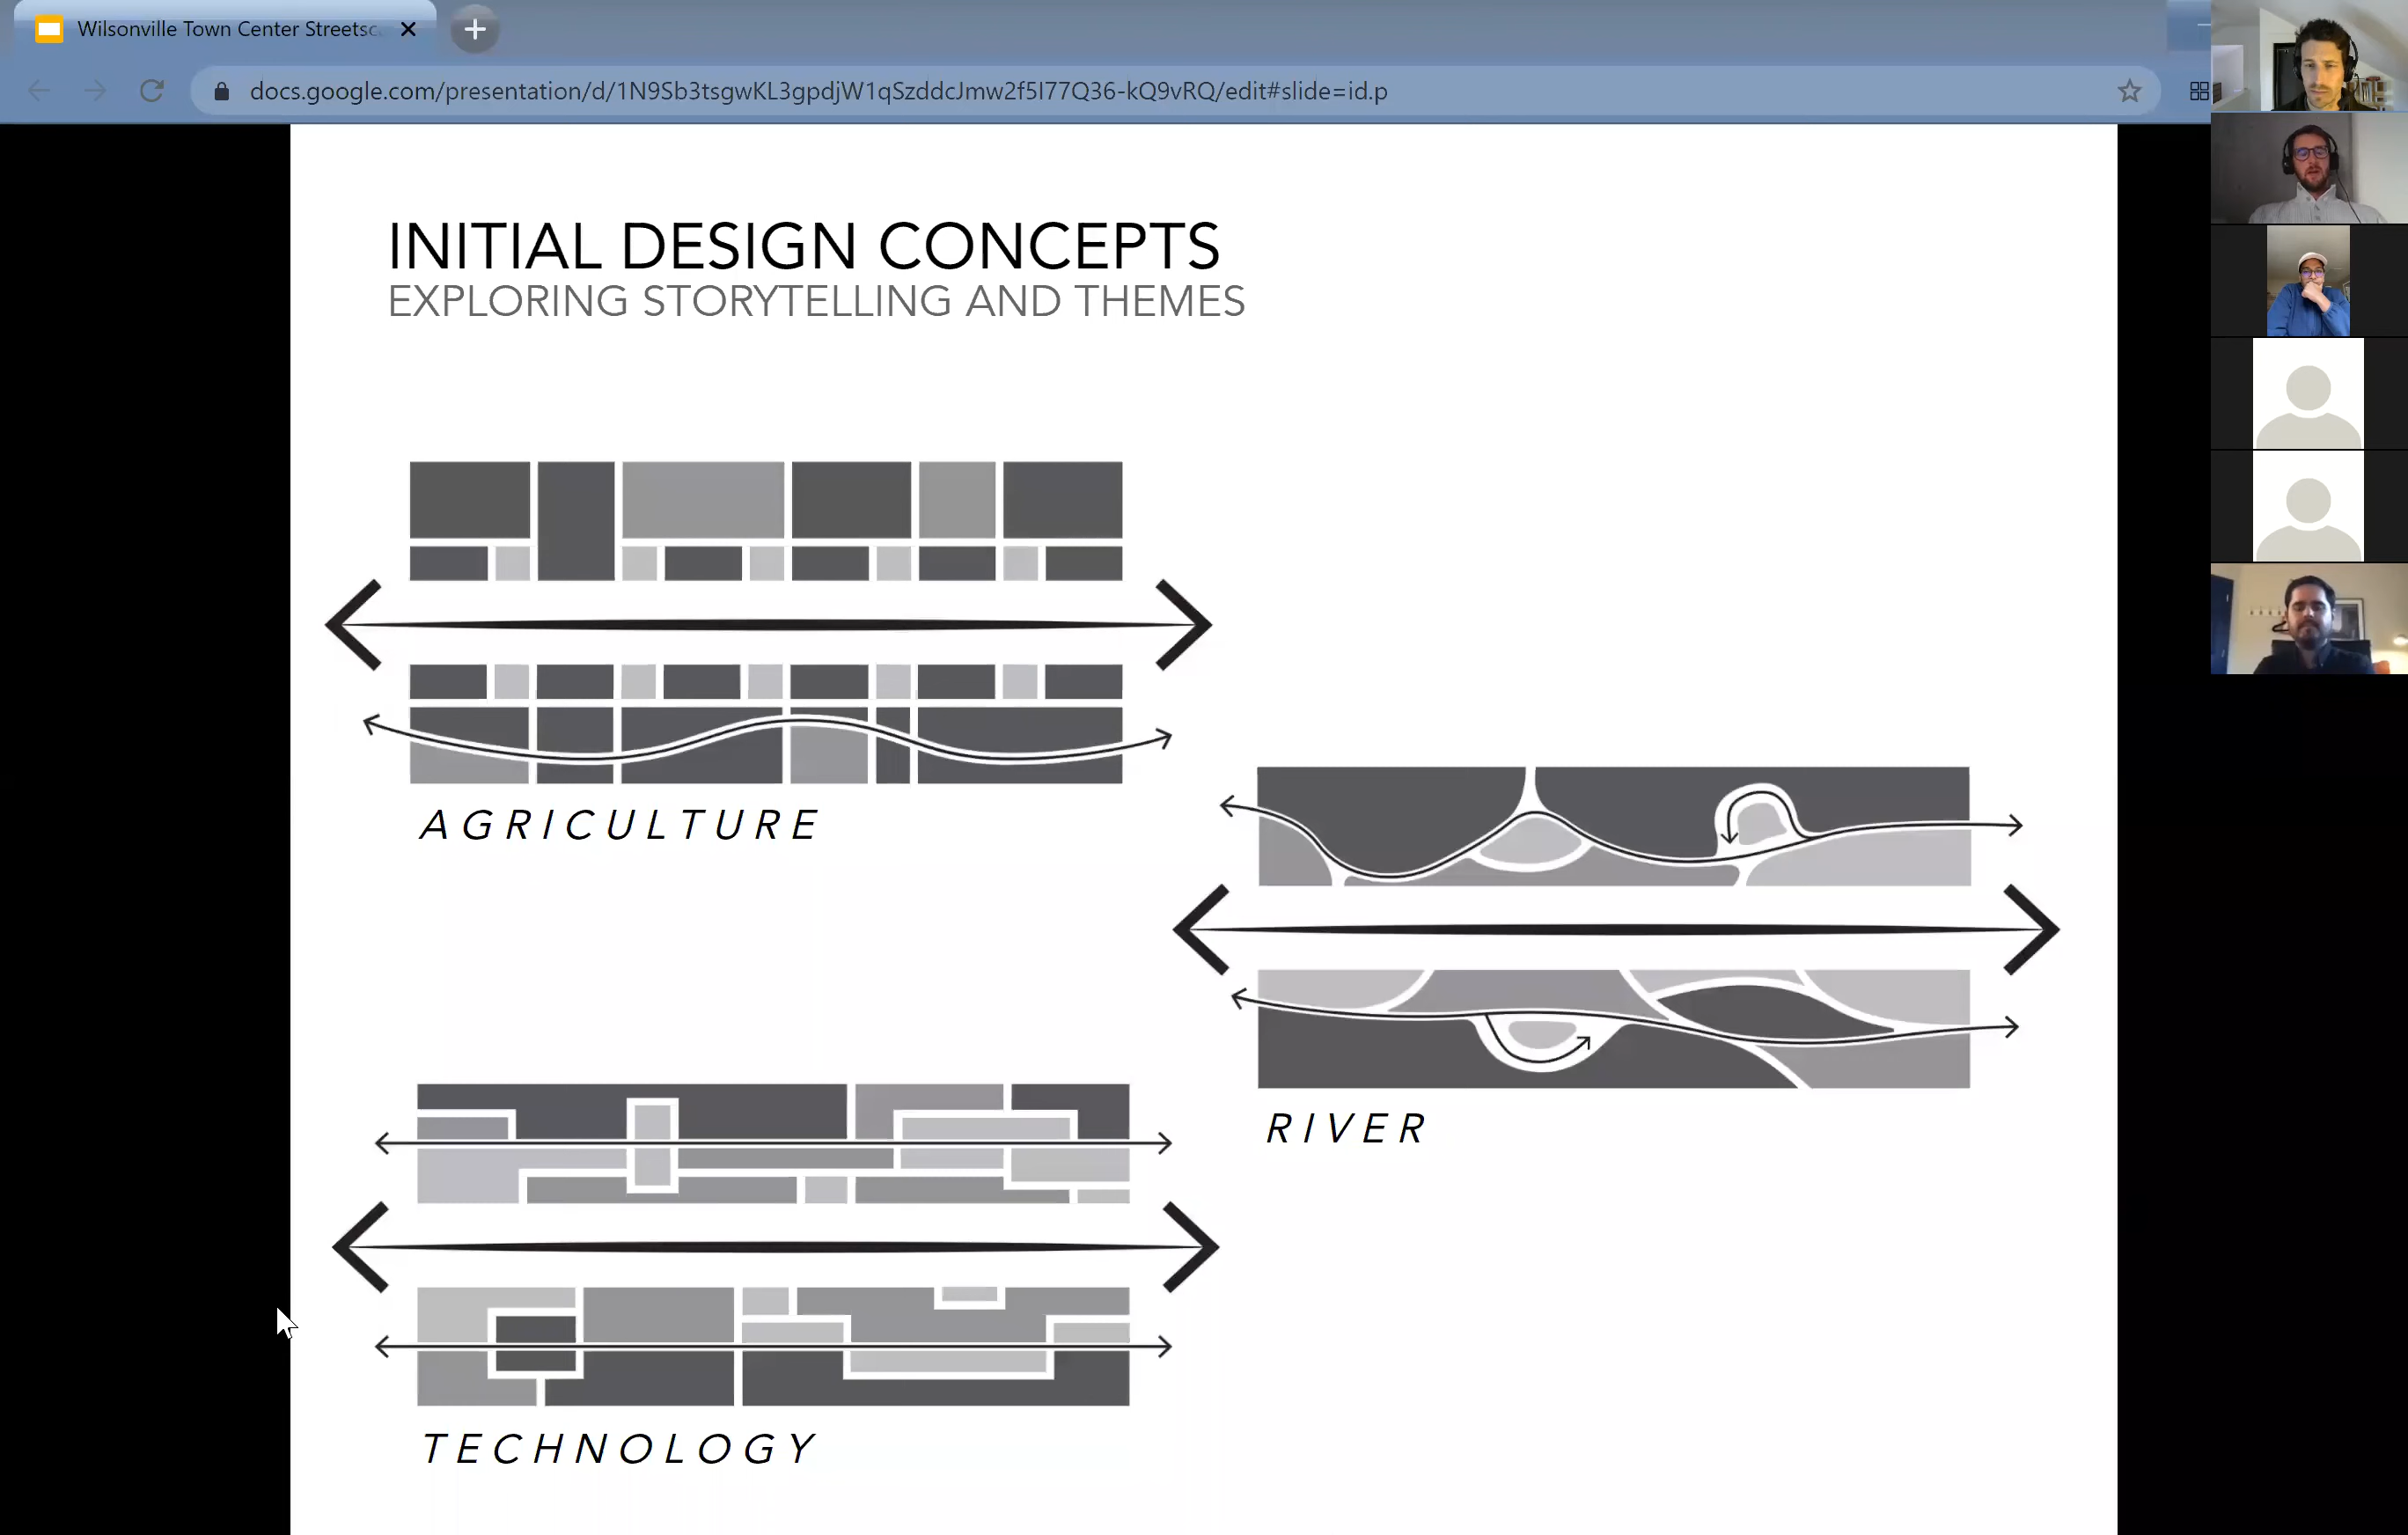 Wilsonville Town Center Streetsc
docs.google.com/presentation/d/1N9Sb3tsgwKL3gpdjW1qSzddcJmw2f5I77Q36-kQ9vRQ/edit#slide=id.p
INITIAL DESIGN CONCEPTS
EXPLORING STORYTELLING AND THEMES
AGRICULTURE
RIVER
TECHNOLOGY